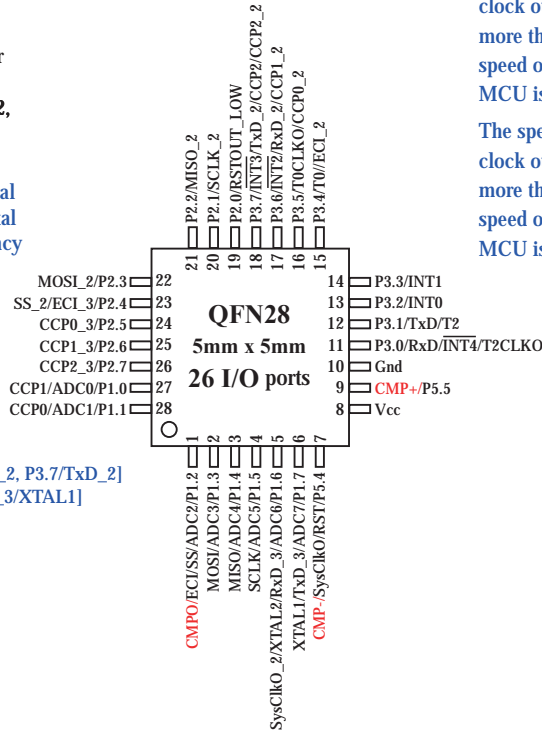 clock o
more th
speed o
MCU is
The spe
clock ou
more th
speed o
MCU is
r
2,
al
tal
ncy
P2.2/MISO_2
P2.1/SCLK_2
P2.0/RSTOUT_LOW
P3.7/INT3/TxD_2/CCP2/CCP2_2
P3.6/INT2/RxD_2/CCP1_2
P3.5/T0CLKO/CCP0_2
P3.4/T0//ECI_2
21 20 19 18 17 16 15
MOSI_2/P2.3 22
SS_2/ECI_3/P2.4 23
CCP0_3/P2.5 24
CCP1_3/P2.6 25
CCP2_3/P2.7 26
CCP1/ADC0/P1.0 27
CCP0/ADC1/P1.1 28
QFN28
5mm x 5mm
26 I/O ports
14 P3.3/INT1
13 P3.2/INT0
12 P3.1/TxD/T2
11 P3.0/RxD/INT4/T2CLKO
10 Gnd
9 CMP+/P5.5
8 Vcc
_2, P3.7/TxD_2]
_3/XTAL1]
1 2 3 4 5 6 7
CMPO/ECI/SS/ADC2/P1.2
MOSI/ADC3/P1.3
MISO/ADC4/P1.4
SCLK/ADC5/P1.5
SysClkO_2/XTAL2/RxD_3/ADC6/P1.6
XTAL1/TxD_3/ADC7/P1.7
CMP-/SysClkO/RST/P5.4